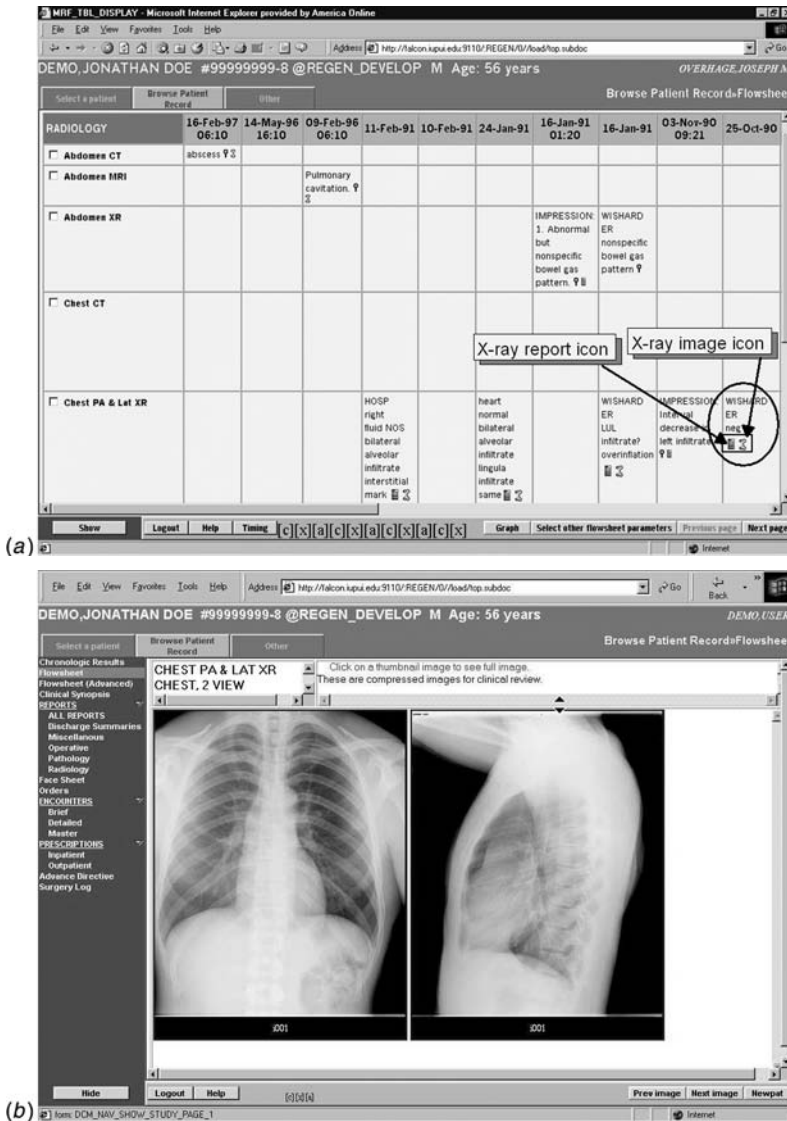 MRF_TBL_DISPLAY - Microsoft Internet Explorer provided by America Online
File Edit View Favorites Tools Help
Address http://falcon.iupui.edu:9110/:REGEN/0//load/top.subdoc Go
DEMO,JONATHAN DOE #99999999-8 @REGEN_DEVELOP M Age: 56 years OVERHAGE,JOSEPH M
Select a patient Browse Patient Record Other Browse Patient Record»Flowshee
RADIOLOGY 16-Feb-97 06:10 14-May-96 16:10 09-Feb-96 06:10 11-Feb-91 10-Feb-91 24-Jan-91 16-Jan-91 01:20 16-Jan-91 03-Nov-90 09:21 25-Oct-90
Abdomen CT abscess
Abdomen MRI Pulmonary cavitation.
Abdomen XR IMPRESSION: 1. Abnormal but nonspecific bowel gas pattern. WISHARD ER nonspecific bowel gas pattern
Chest CT
X-ray report icon X-ray image icon
Chest PA & Lat XR HOSP right fluid NOS bilateral alveolar infiltrate interstitial mark heart normal bilateral alveolar infiltrate lingula infiltrate same WISHARD ER LUL infiltrate? overinflation IMPRESSION: Interval decrease left infiltrate WISHARD ER neg
Show Logout Help Timing [c][x][a][c][x][a][c][x][a][c][x] Graph Select other flowsheet parameters Previous page Next page
(a)
Internet
File Edit View Favorites Tools Help Address http://falcon.iupui.edu:9110/:REGEN/0//load/top.subdoc Go Back
DEMO,JONATHAN DOE #99999999-8 @REGEN_DEVELOP M Age: 56 years DEMO,USER
Select a patient Browse Patient Record Other Browse Patient Record»Flowshee
Chronologic Results
Flowsheet
Flowsheet (Advanced)
Clinical Synopsis
REPORTS
ALL REPORTS
Discharge Summaries
Miscellanous
Operative
Pathology
Radiology
Face Sheet
Orders
ENCOUNTERS
Brief
Detailed
Master
PRESCRIPTIONS
Inpatient
Outpatient
Advance Directive
Surgery Log
CHEST PA & LAT XR
CHEST, 2 VIEW
Click on a thumbnail image to see full image.
These are compressed images for clinical review.
i001 i001
Hide Logout Help [c][x][a] Prev image Next image Newpat
(b)
form: DCM_NAV_SHOW_STUDY_PAGE_1 Internet